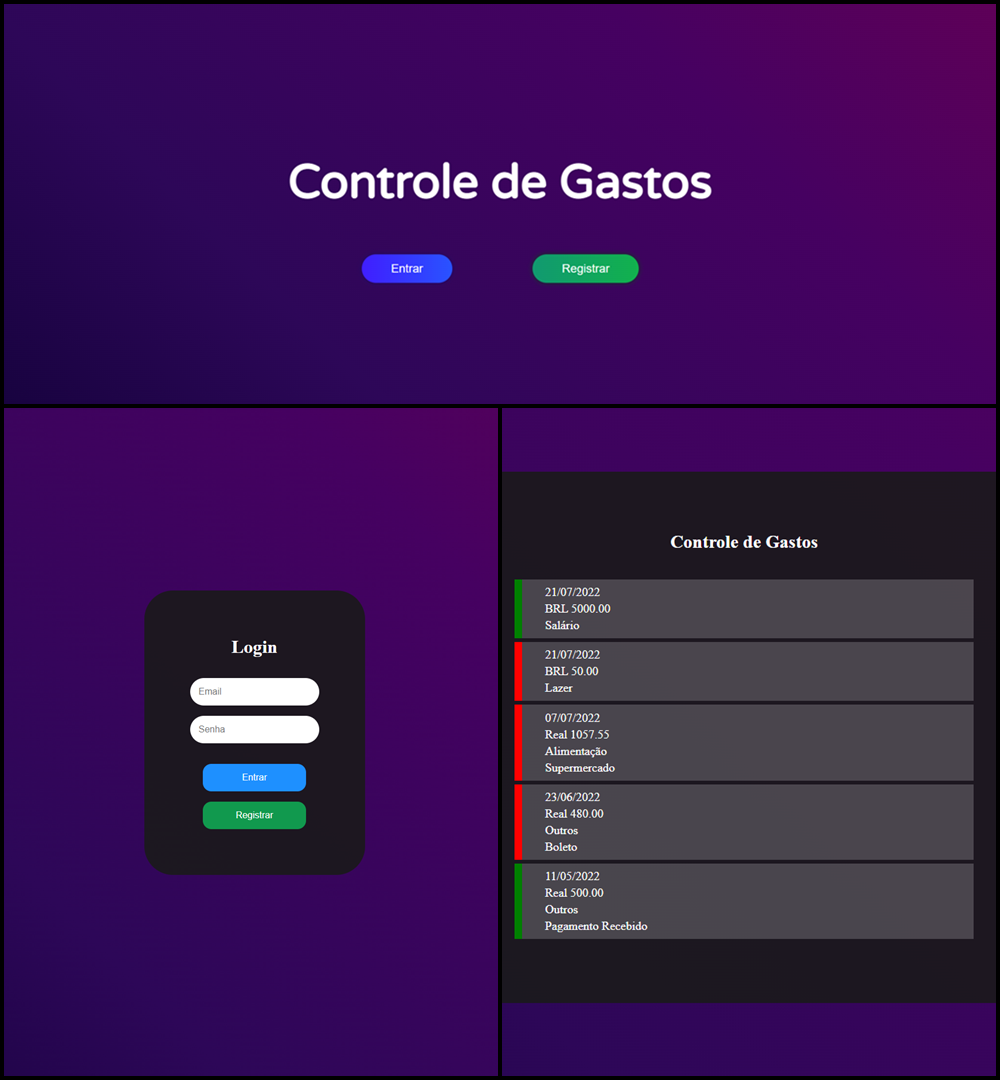 Controle de Gastos
Entrar
Registrar
Login
Email
Senha
Entrar
Registrar
Controle de Gastos
21/07/2022
BRL 5000.00
Salário
21/07/2022
BRL 50.00
Lazer
07/07/2022
Real 1057.55
Alimentação
Supermercado
23/06/2022
Real 480.00
Outros
Boleto
11/05/2022
Real 500.00
Outros
Pagamento Recebido